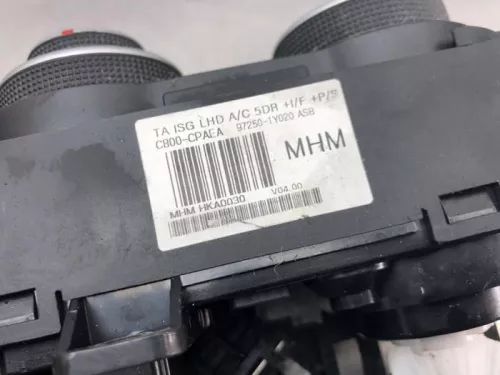 TA ISG LHD A/C 5DR +I/F +P/S
C800-CPAEA 97250-1Y020 ASB
MHM
MHM HKA0030 V04.00